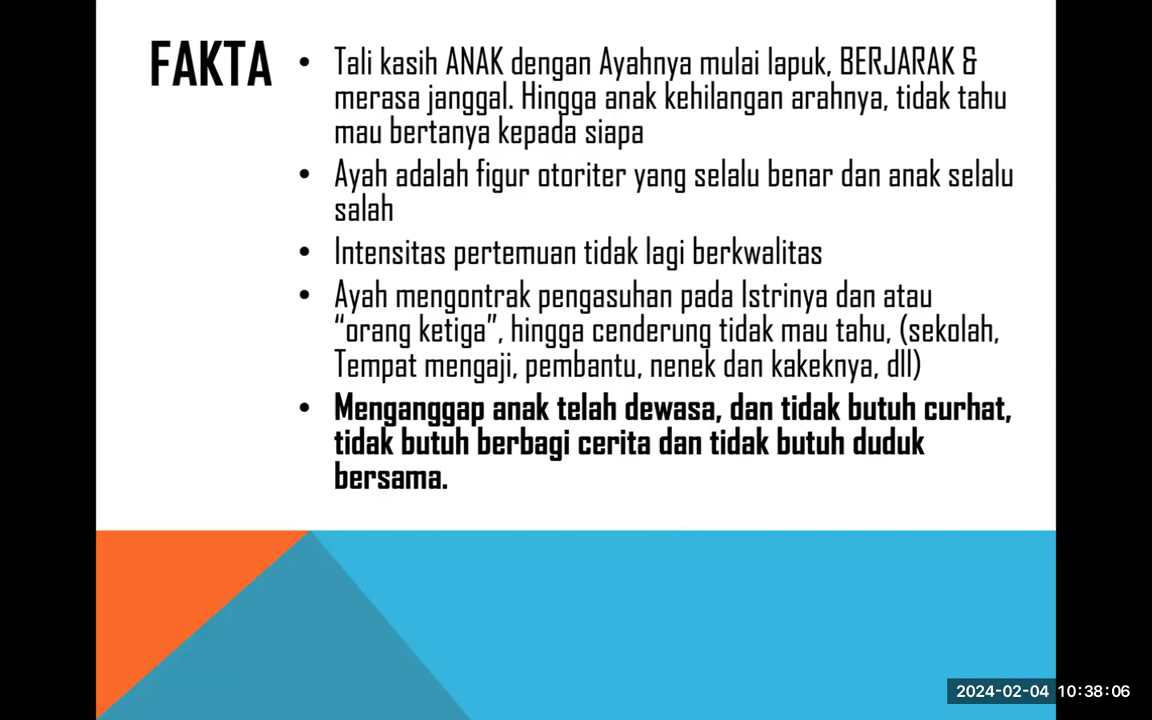 FAKTA
• Tali kasih ANAK dengan Ayahnya mulai lapuk, BERJARAK &
merasa janggal. Hingga anak kehilangan arahnya, tidak tahu
mau bertanya kepada siapa
• Ayah adalah figur otoriter yang selalu benar dan anak selalu
salah
• Intensitas pertemuan tidak lagi berkwalitas
• Ayah mengontrak pengasuhan pada Istrinya dan atau
“orang ketiga”, hingga cenderung tidak mau tahu, (sekolah,
Tempat mengaji, pembantu, nenek dan kakeknya, dll)
• Menganggap anak telah dewasa, dan tidak butuh curhat,
tidak butuh berbagi cerita dan tidak butuh duduk
bersama.
2024-02-04 10:38:06